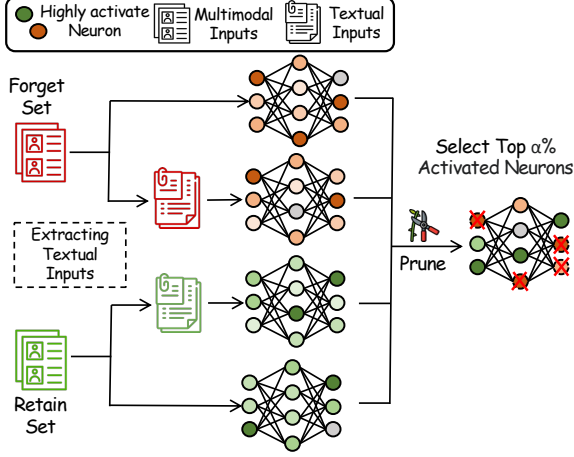 Highly activate
Neuron
Multimodal
Inputs
Textual
Inputs
Forget
Set
Select Top α%
Activated Neurons
Extracting
Textual
Inputs
Prune
Retain
Set